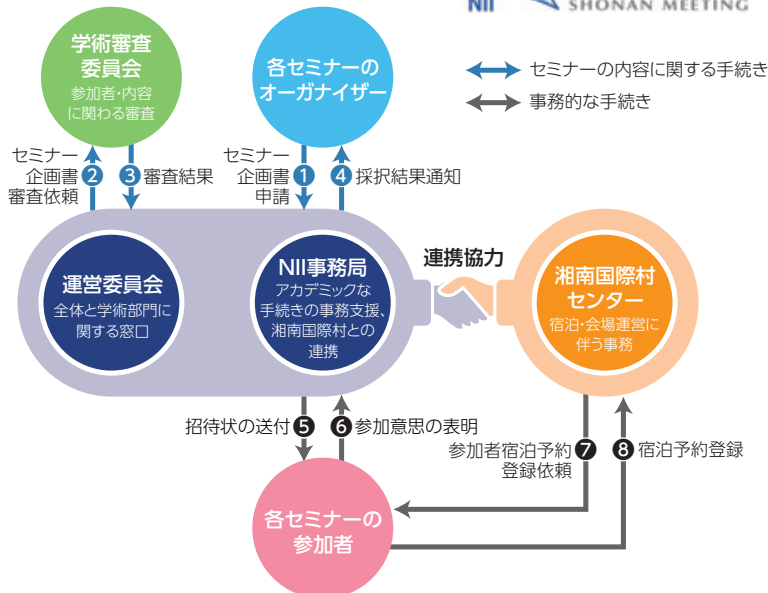 NII
SHONAN MEETING
セミナーの内容に関する手続き
事務的な手続き
学術審査
委員会
参加者・内容
に関わる審査
各セミナーの
オーガナイザー
セミナー
企画書
審査依頼
❷
❸審査結果
セミナー
企画書
申請
❶
❹採択結果通知
運営委員会
全体と学術部門に
関する窓口
NII事務局
アカデミックな
手続きの事務支援、
湘南国際村との
連携
連携協力
湘南国際村
センター
宿泊・会場運営に
伴う事務
招待状の送付❺
❻参加意思の表明
参加者宿泊予約
登録依頼
❼
❽宿泊予約登録
各セミナーの
参加者